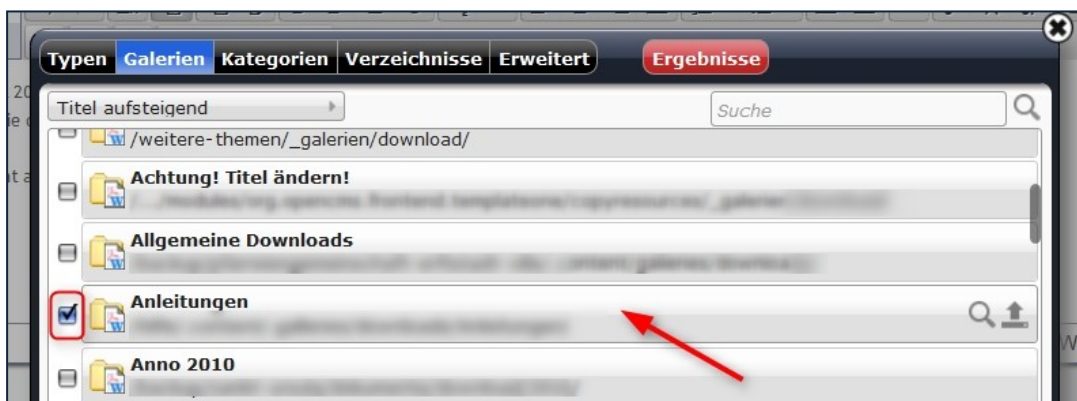 Typen Galerien Kategorien Verzeichnisse Erweitert Ergebnisse
Titel aufsteigend Suche
/weitere-themen/_galerien/download/
Achtung! Titel ändern!
Allgemeine Downloads
Anleitungen
Anno 2010